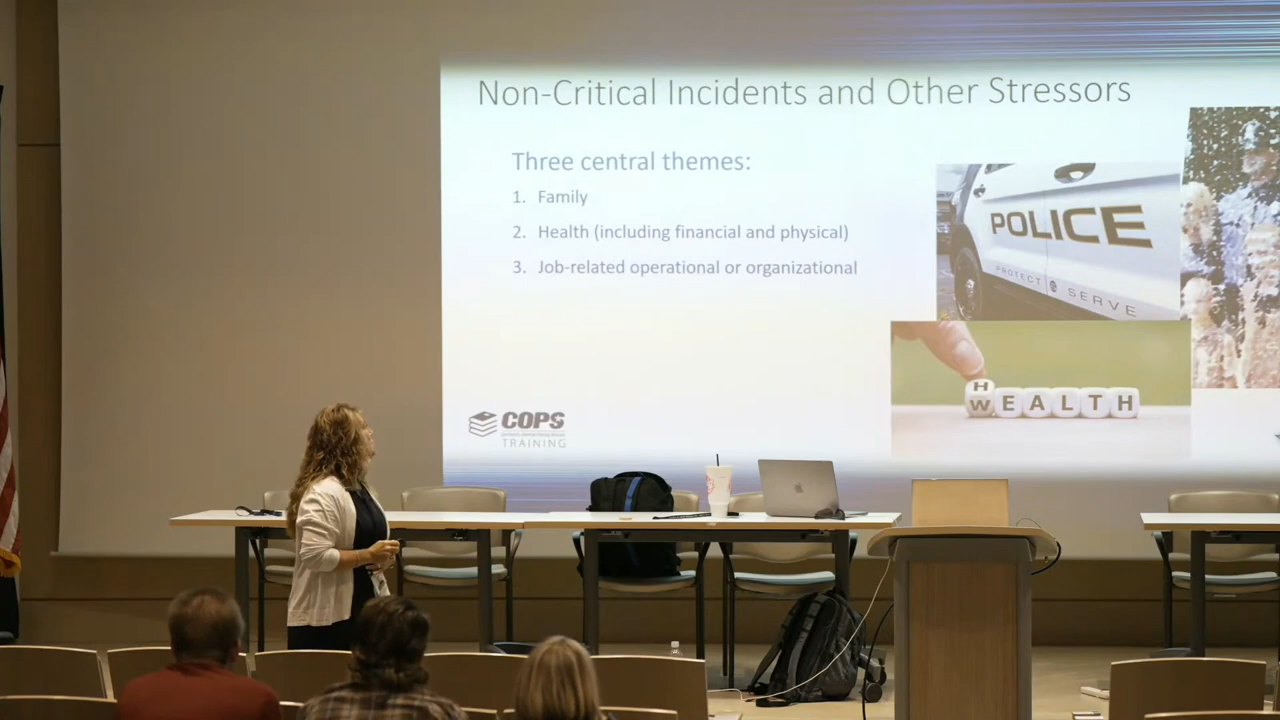 Non-Critical Incidents and Other Stressors
Three central themes:
1. Family
2. Health (including financial and physical)
3. Job-related operational or organizational
POLICE
PROTECT & SERVE
H
WEALTH
COPS
TRAINING